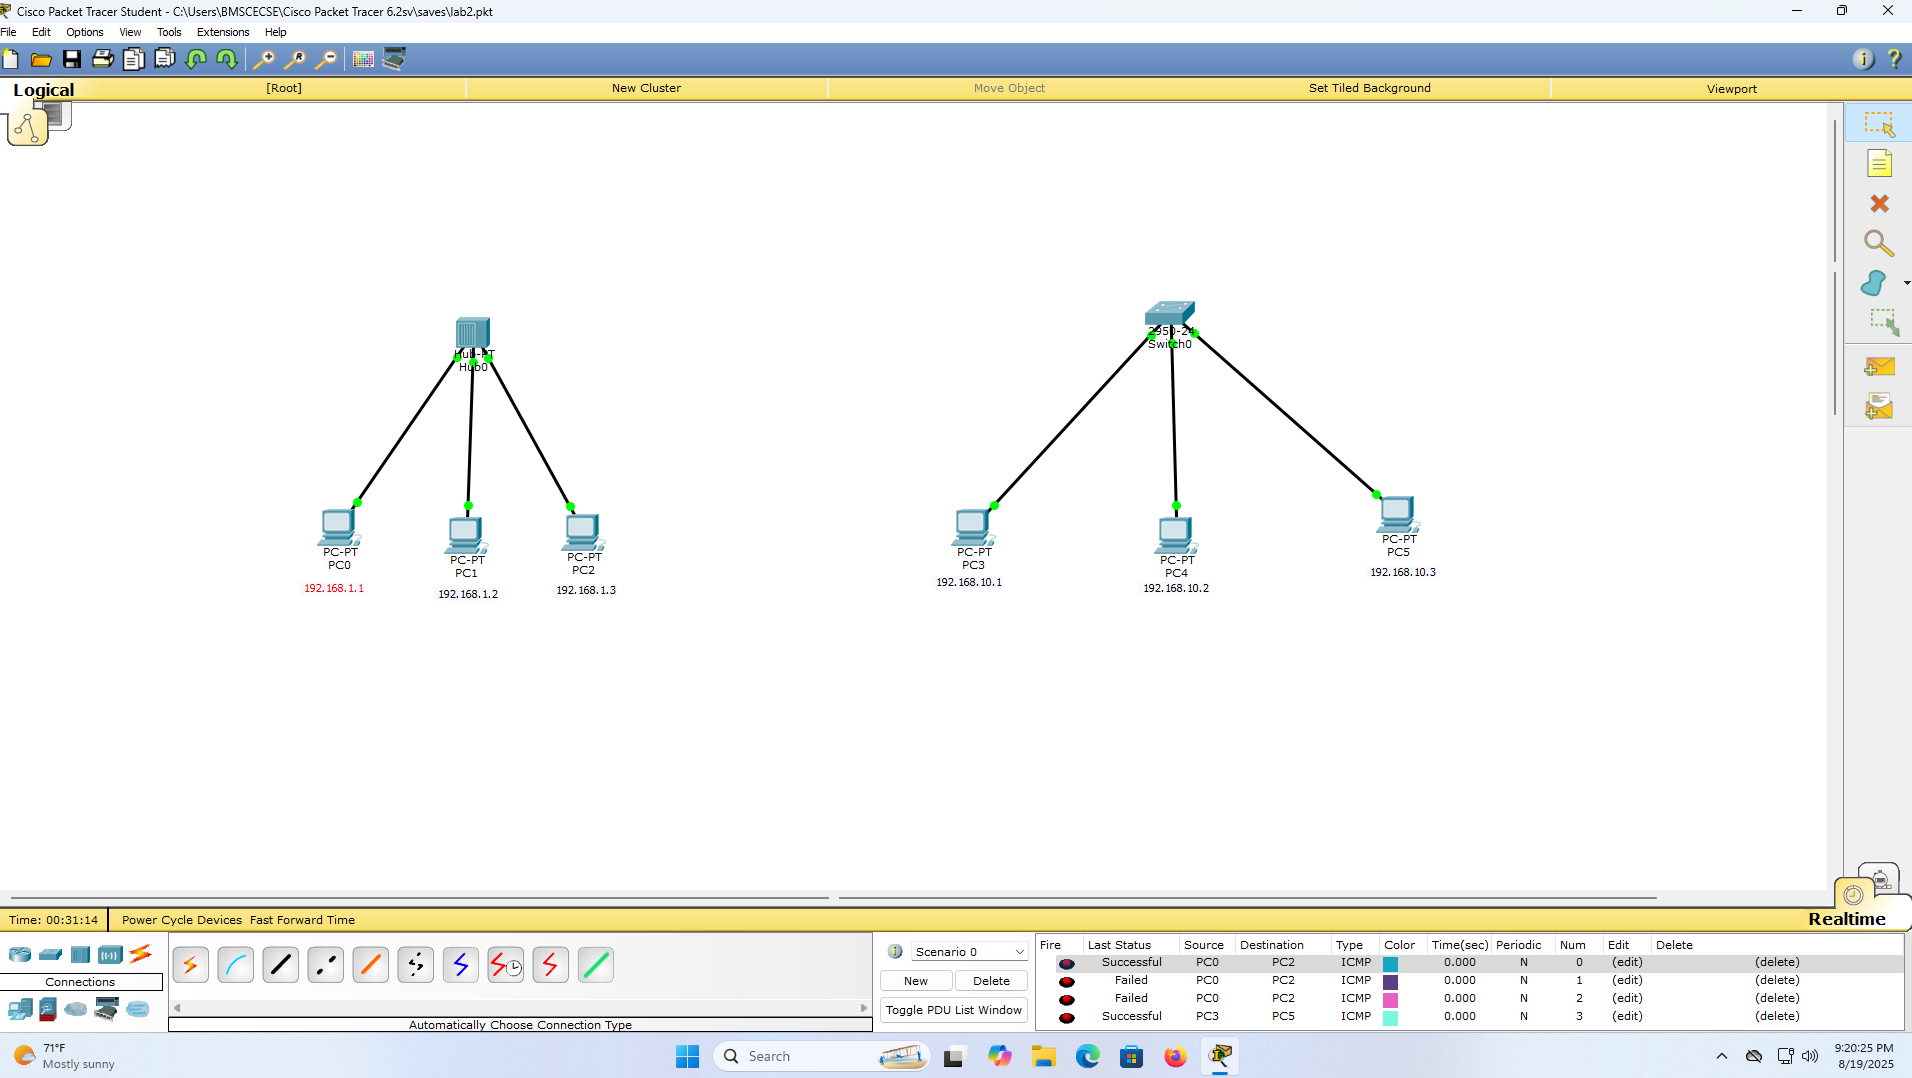 Cisco Packet Tracer Student - C:\Users\BMSCECSE\Cisco Packet Tracer 6.2sv\saves\lab2.pkt
File Edit Options View Tools Extensions Help
Logical [Root] New Cluster Move Object Set Tiled Background Viewport
Hub-PT
Hub0
2950-24
Switch0
PC-PT
PC0
192.168.1.1
PC-PT
PC1
192.168.1.2
PC-PT
PC2
192.168.1.3
PC-PT
PC3
192.168.10.1
PC-PT
PC4
192.168.10.2
PC-PT
PC5
192.168.10.3
Time: 00:31:14 Power Cycle Devices Fast Forward Time Realtime
Connections
Automatically Choose Connection Type
Scenario 0
New Delete
Toggle PDU List Window
Fire Last Status Source Destination Type Color Time(sec) Periodic Num Edit Delete
Successful PC0 PC2 ICMP 0.000 N 0 (edit) (delete)
Failed PC0 PC2 ICMP 0.000 N 1 (edit) (delete)
Failed PC0 PC2 ICMP 0.000 N 2 (edit) (delete)
Successful PC3 PC5 ICMP 0.000 N 3 (edit) (delete)
71°F
Mostly sunny
Search
9:20:25 PM
8/19/2025